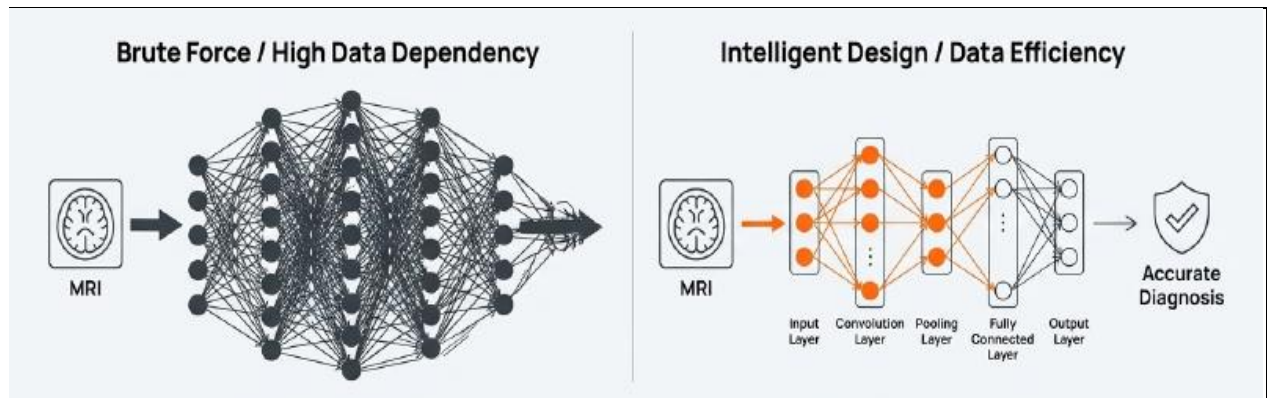 Brute Force / High Data Dependency
MRI
Intelligent Design / Data Efficiency
MRI
Input
Layer
Convolution
Layer
Pooling
Layer
Fully
Connected
Layer
Output
Layer
Accurate
Diagnosis